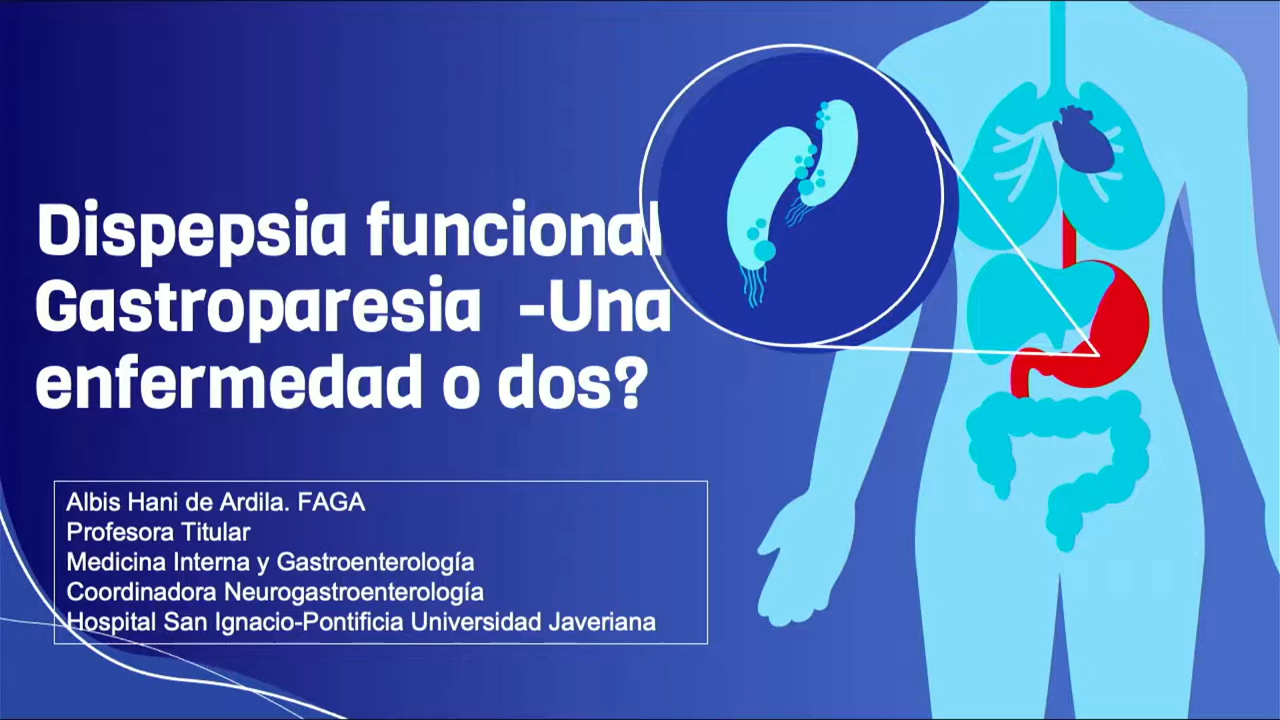 Dispepsia funcional
Gastroparesia -Una
enfermedad o dos?
Albis Hani de Ardila. FAGA
Profesora Titular
Medicina Interna y Gastroenterología
Coordinadora Neurogastroenterología
Hospital San Ignacio-Pontificia Universidad Javeriana